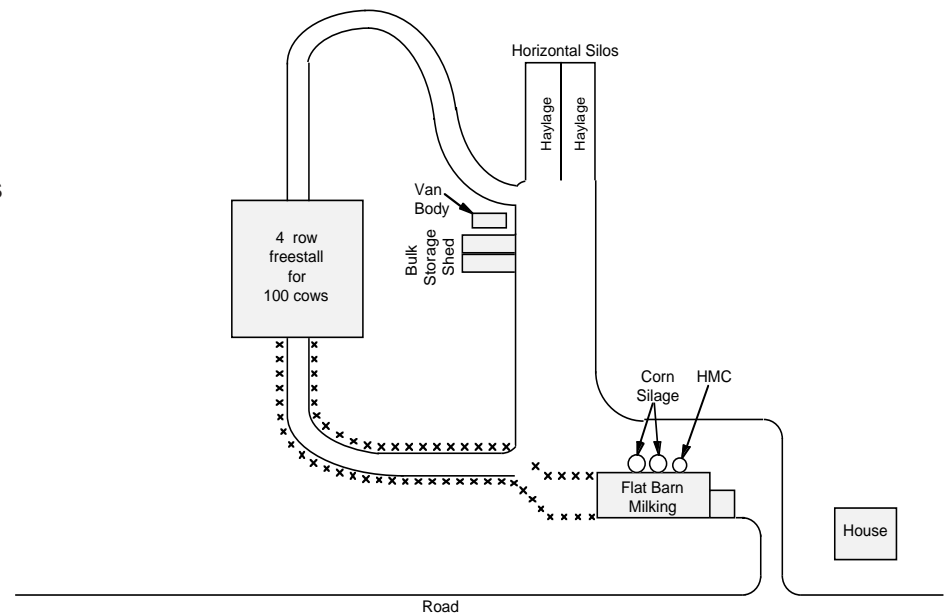 Horizontal Silos
Haylage
Haylage
Van
Body
4 row
freestall
for
100 cows
Bulk
Storage
Shed
Corn
Silage
HMC
Flat Barn
Milking
House
Road